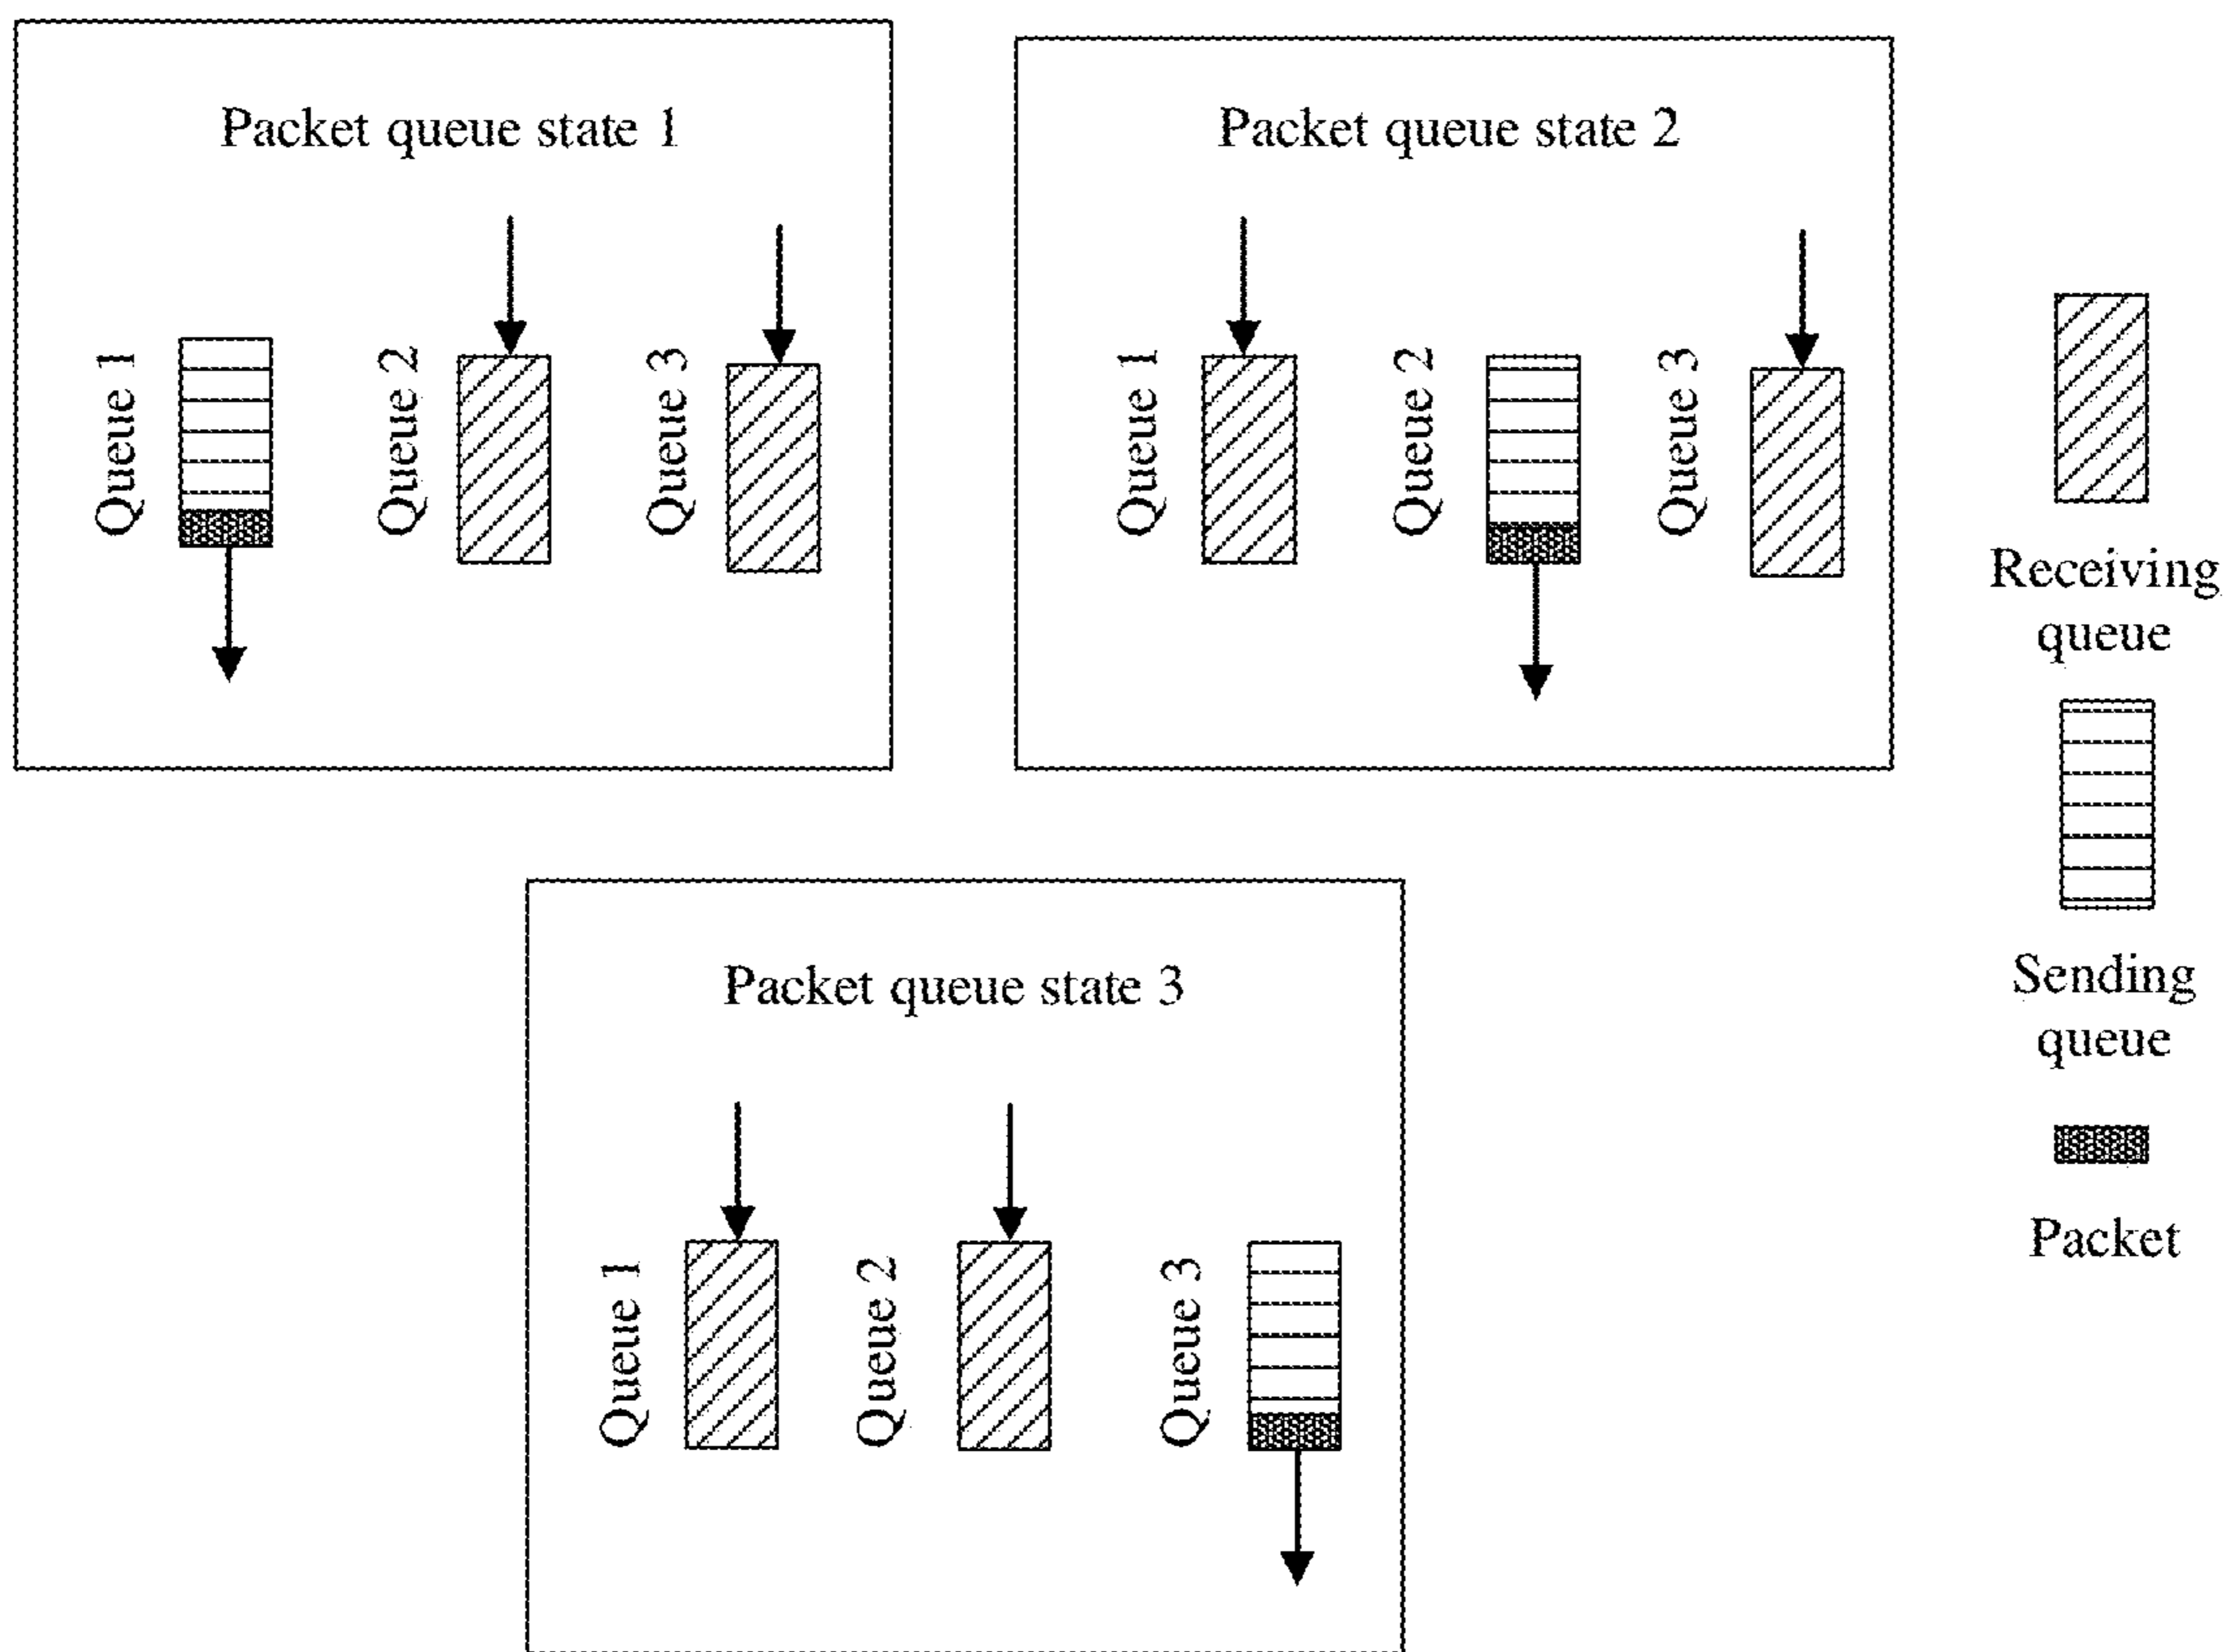 Packet queue state 1
Queue 1
Queue 2
Queue 3
Packet queue state 2
Queue 1
Queue 2
Queue 3
Packet queue state 3
Queue 1
Queue 2
Queue 3
Receiving
queue
Sending
queue
Packet